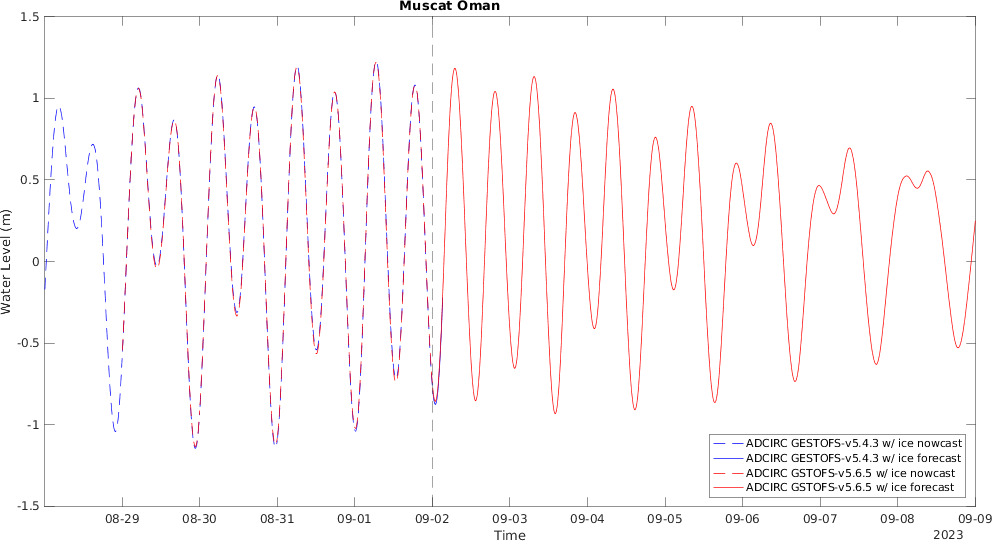 Muscat Oman
1.5
1
0.5
0
-0.5
-1
-1.5
Water Level (m)
ADCIRC GESTOFS-v5.4.3 w/ ice nowcast
ADCIRC GESTOFS-v5.4.3 w/ ice forecast
ADCIRC GSTOFS-v5.6.5 w/ ice nowcast
ADCIRC GSTOFS-v5.6.5 w/ ice forecast
08-29 08-30 08-31 09-01 09-02 09-03 09-04 09-05 09-06 09-07 09-08 09-09
Time
2023